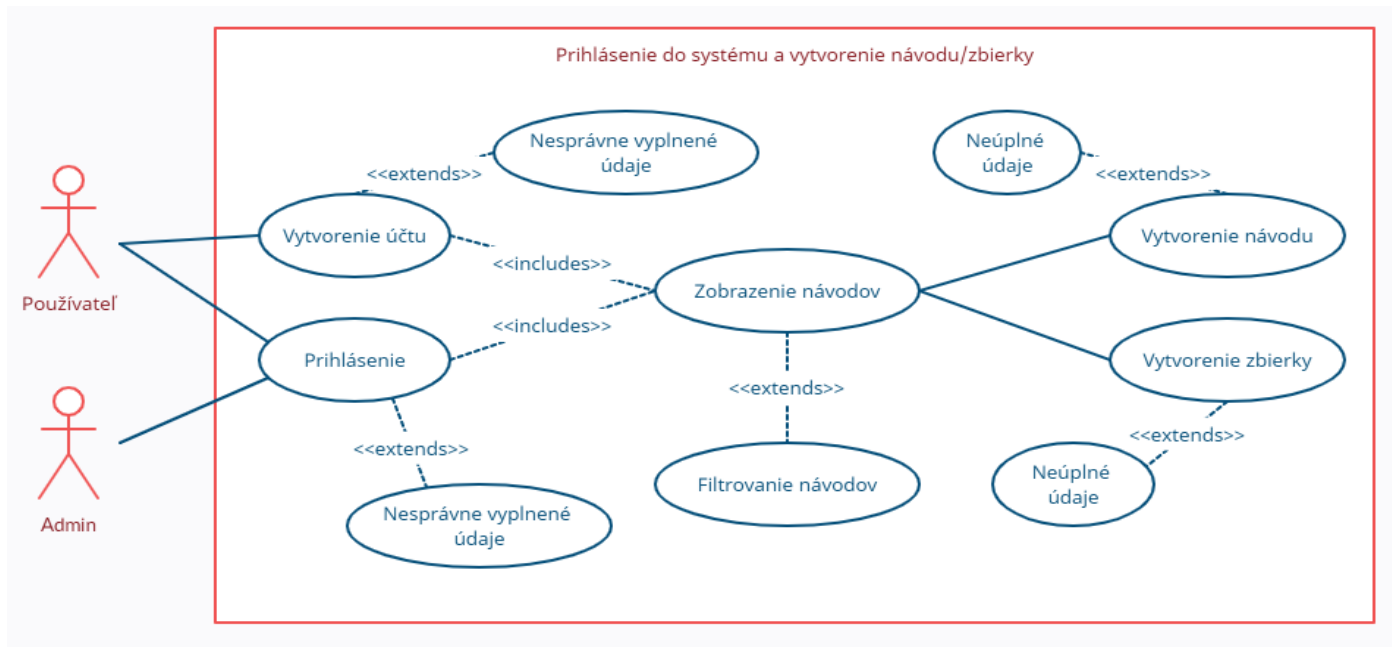 Prihlásenie do systému a vytvorenie návodu/zbierky
Nesprávne vyplnené
údaje
Neúplné
údaje
<<extends>>
<<extends>>
Vytvorenie účtu
Vytvorenie návodu
<<includes>>
Zobrazenie návodov
Používateľ
<<includes>>
Prihlásenie
Vytvorenie zbierky
<<extends>>
<<extends>>
<<extends>>
Neúplné
údaje
Filtrovanie návodov
Nesprávne vyplnené
údaje
Admin